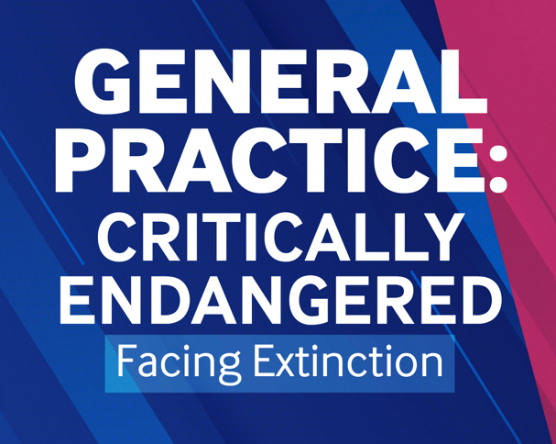 GENERAL
PRACTICE:
CRITICALLY
ENDANGERED
Facing Extinction